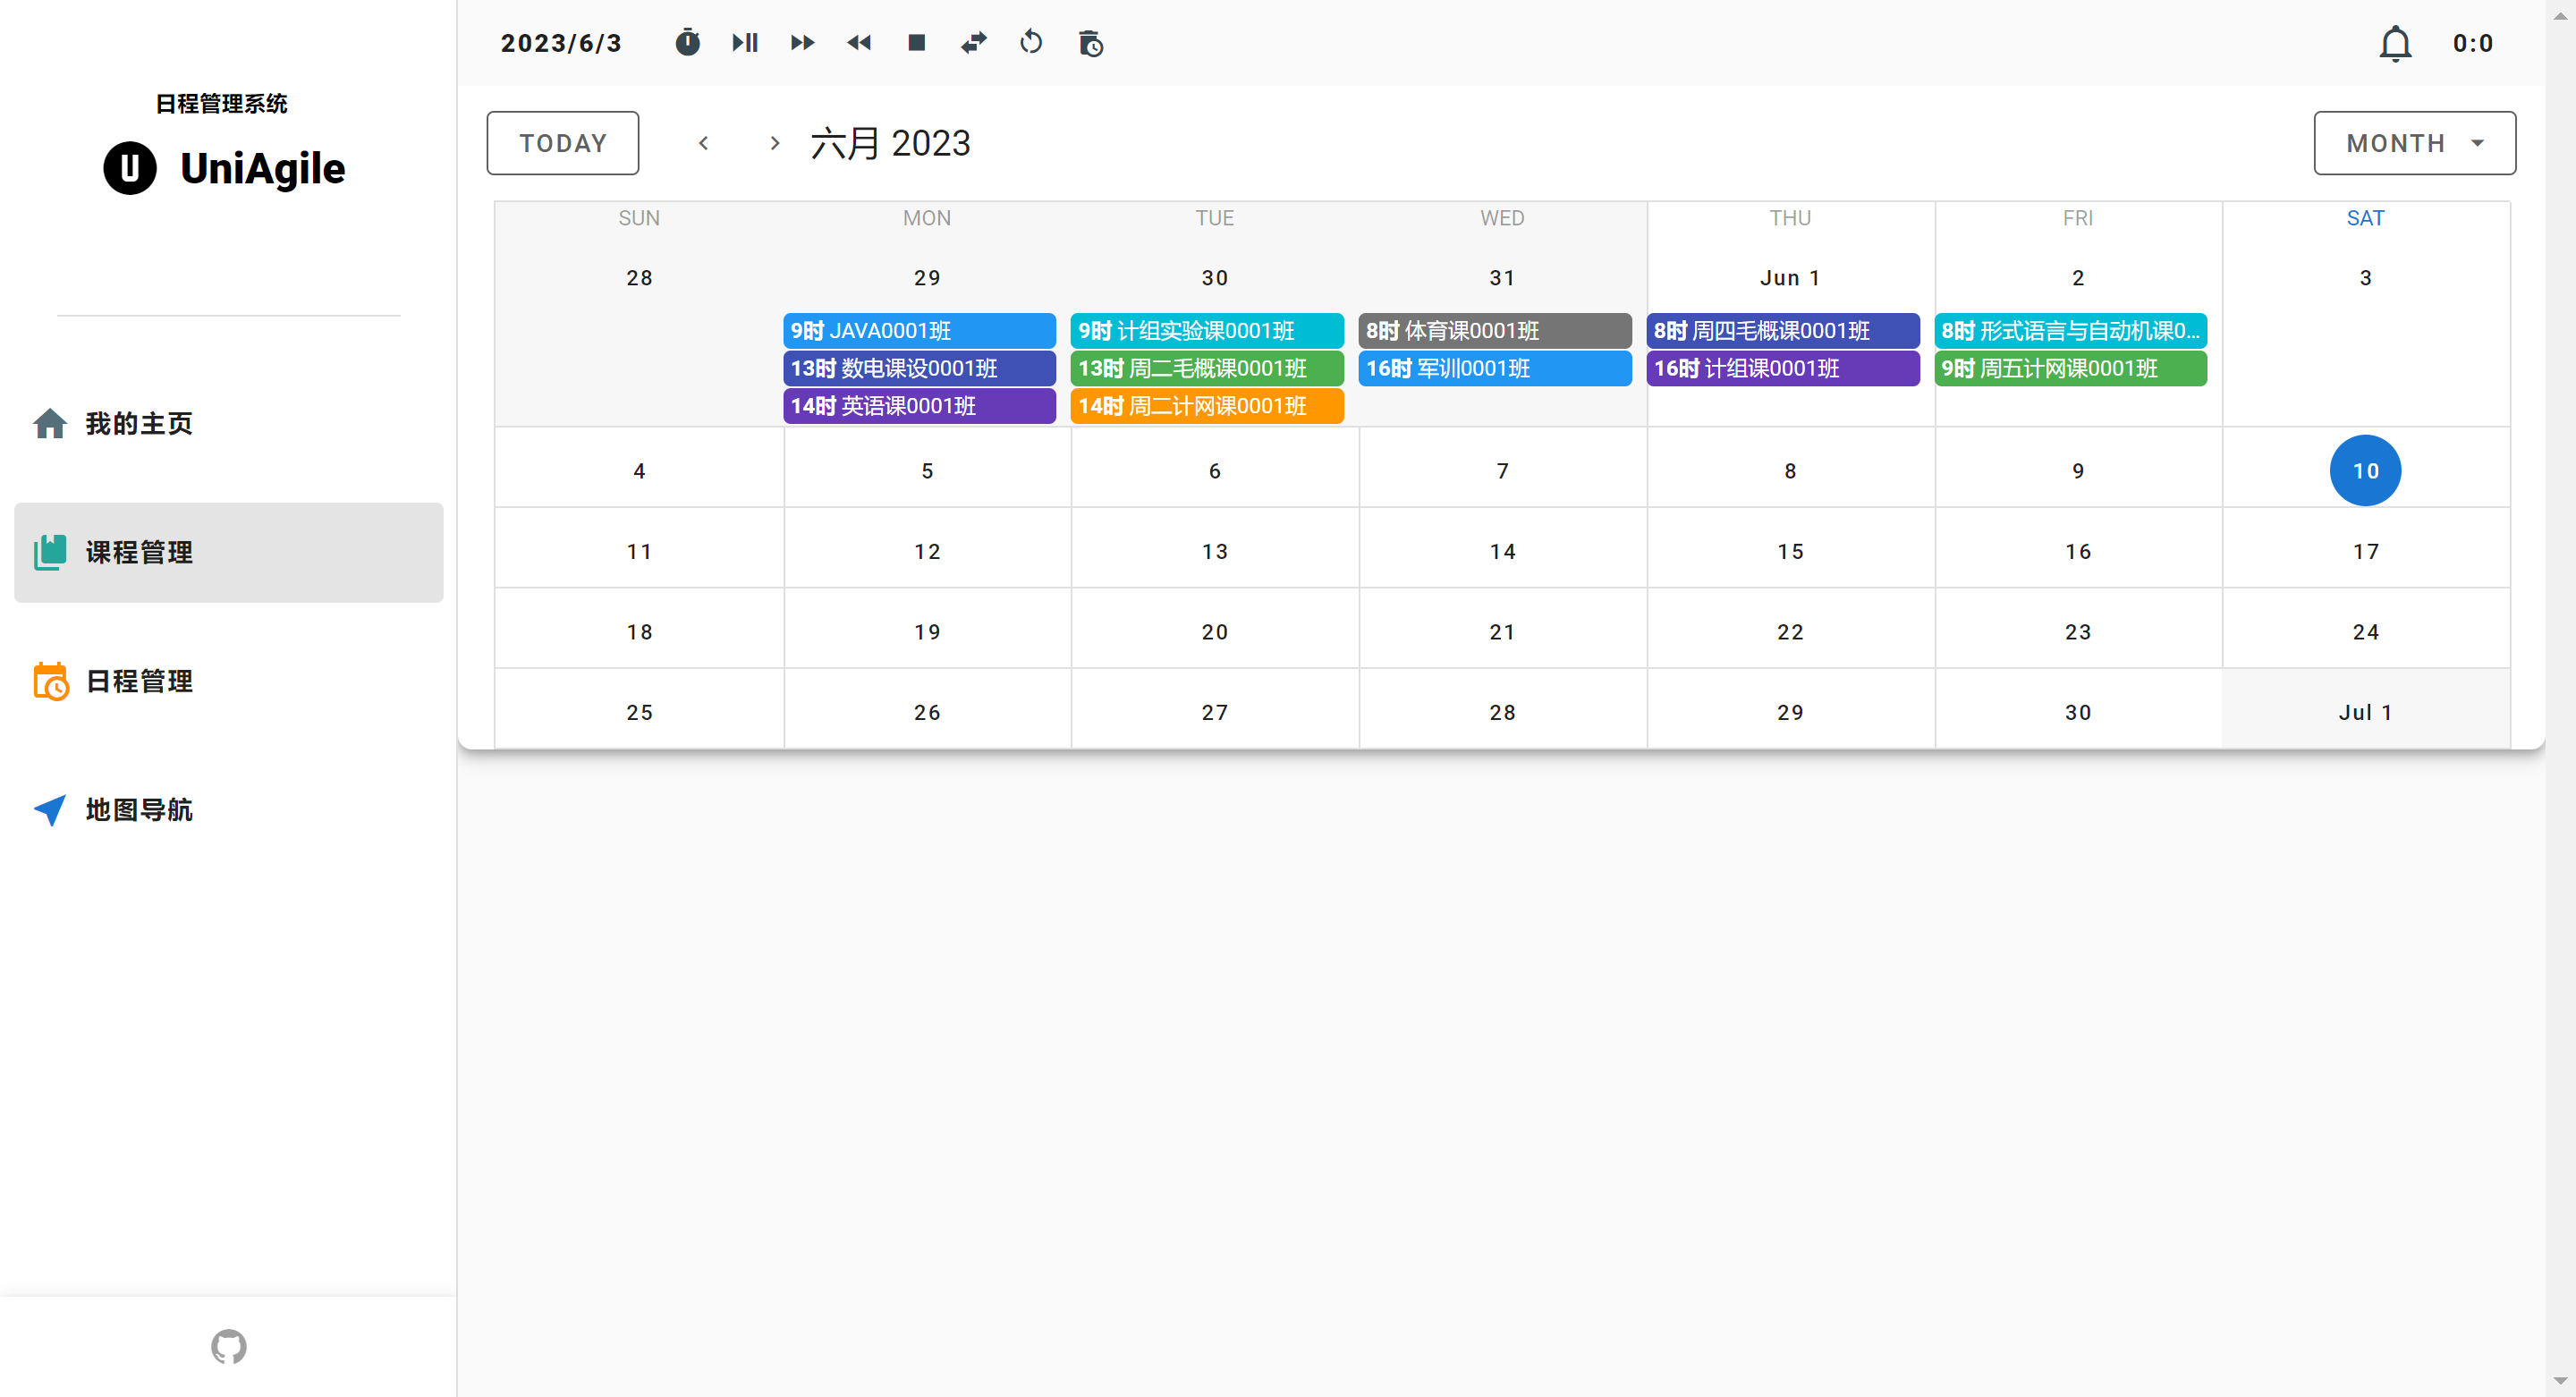 日程管理系统
U UniAgile
我的主页
课程管理
日程管理
地图导航
2023/6/3
0:0
TODAY
六月 2023
MONTH
SUN MON TUE WED THU FRI SAT
28 29 30 31 Jun 1 2 3
9时 JAVA0001班 9时 计组实验课0001班 8时 体育课0001班 8时 周四毛概课0001班 8时 形式语言与自动机课0...
13时 数电课设0001班 13时 周二毛概课0001班 16时 军训0001班 16时 计组课0001班 9时 周五计网课0001班
14时 英语课0001班 14时 周二计网课0001班
4 5 6 7 8 9 10
11 12 13 14 15 16 17
18 19 20 21 22 23 24
25 26 27 28 29 30 Jul 1